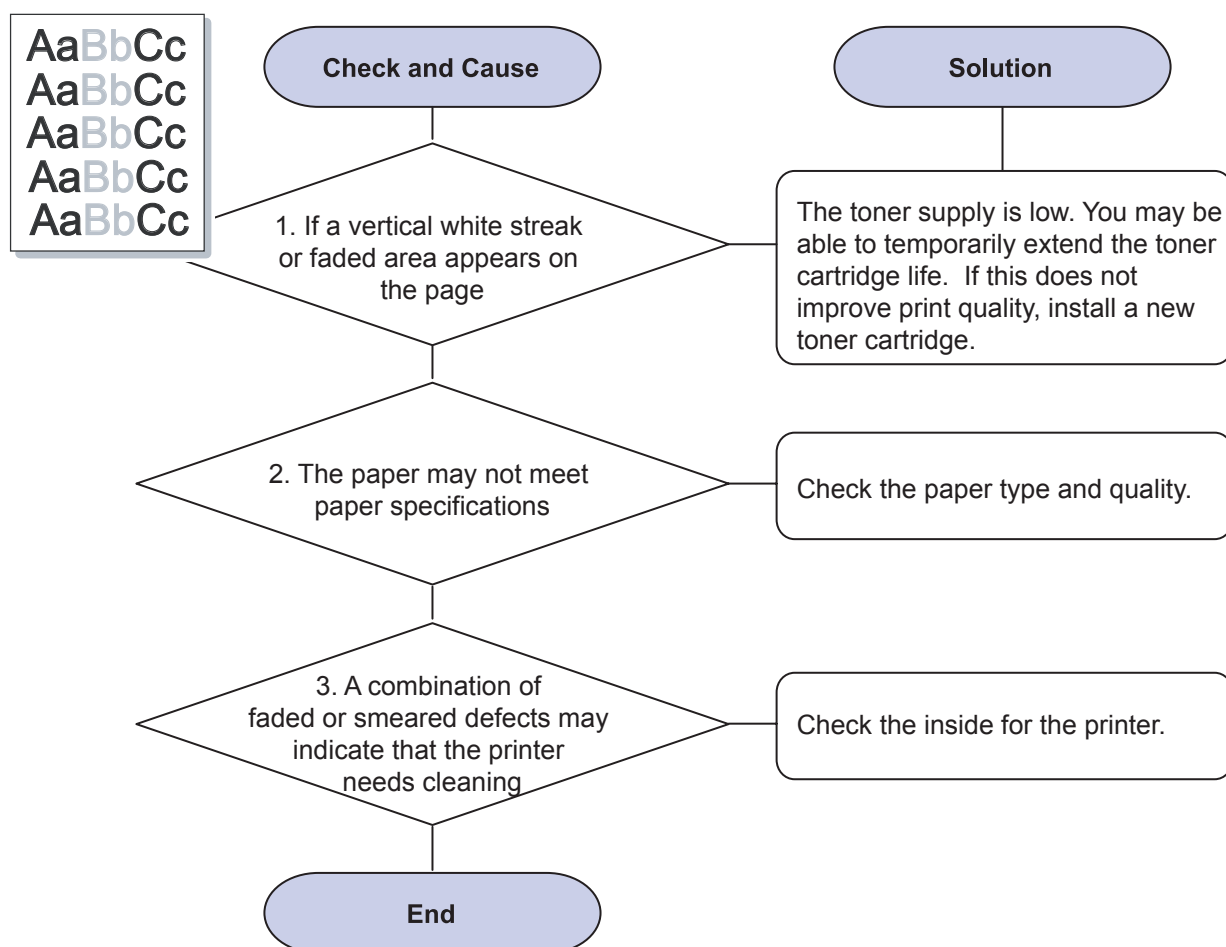 AaBbCc
AaBbCc
AaBbCc
AaBbCc
AaBbCc
Check and Cause
Solution
1. If a vertical white streak
or faded area appears on
the page
The toner supply is low. You may be
able to temporarily extend the toner
cartridge life.  If this does not
improve print quality, install a new
toner cartridge.
2. The paper may not meet
paper specifications
Check the paper type and quality.
3. A combination of
faded or smeared defects may
indicate that the printer
needs cleaning
Check the inside for the printer.
End